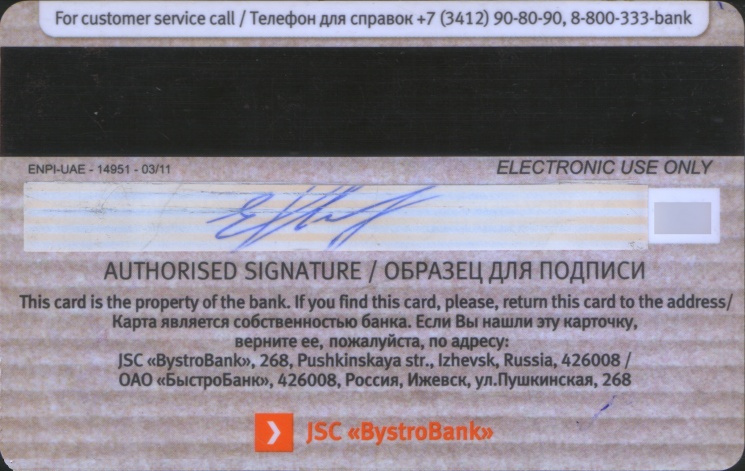 For customer service call / Телефон для справок +7 (3412) 90-80-90, 8-800-333-bank
ENPI-UAE - 14951 - 03/11
ELECTRONIC USE ONLY
AUTHORISED SIGNATURE / ОБРАЗЕЦ ДЛЯ ПОДПИСИ
This card is the property of the bank. If you find this card, please, return this card to the address/
Карта является собственностью банка. Если Вы нашли эту карточку,
верните ее, пожалуйста, по адресу:
JSC «BystroBank», 268, Pushkinskaya str., Izhevsk, Russia, 426008 /
ОАО «БыстроБанк», 426008, Россия, Ижевск, ул.Пушкинская, 268
JSC «BystroBank»